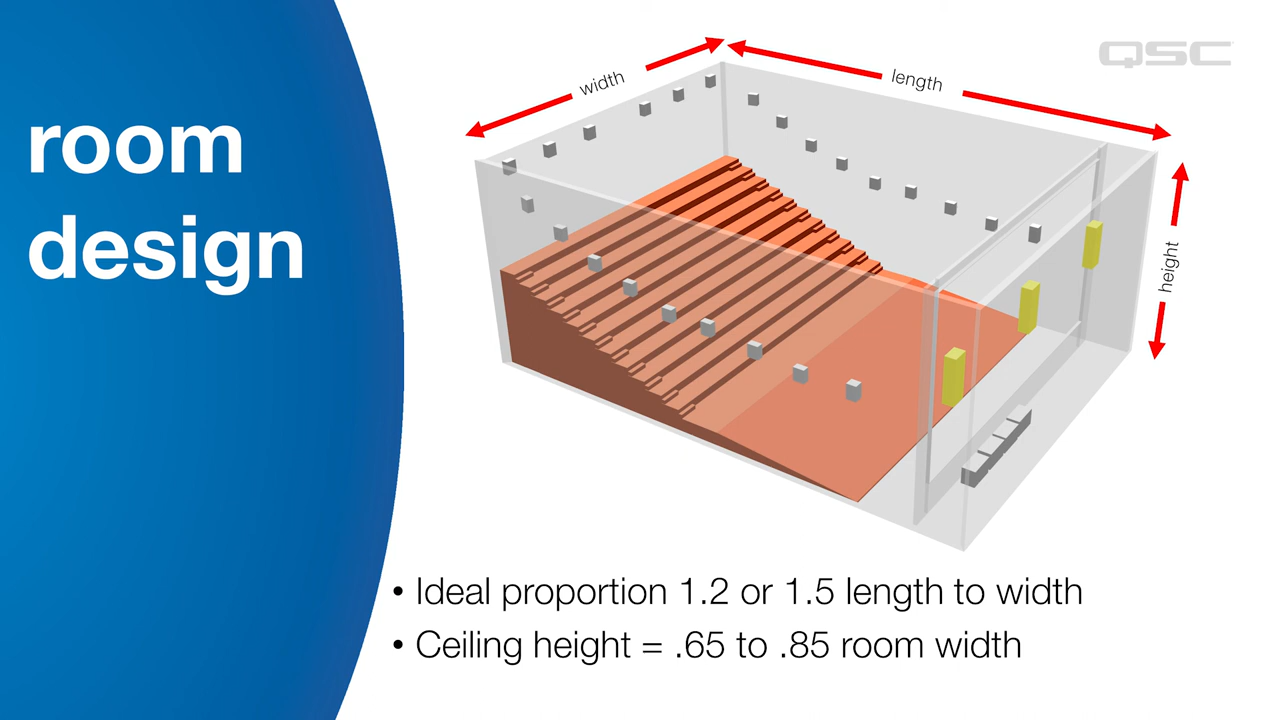 room
design
QSC
width
length
height
• Ideal proportion 1.2 or 1.5 length to width
• Ceiling height = .65 to .85 room width